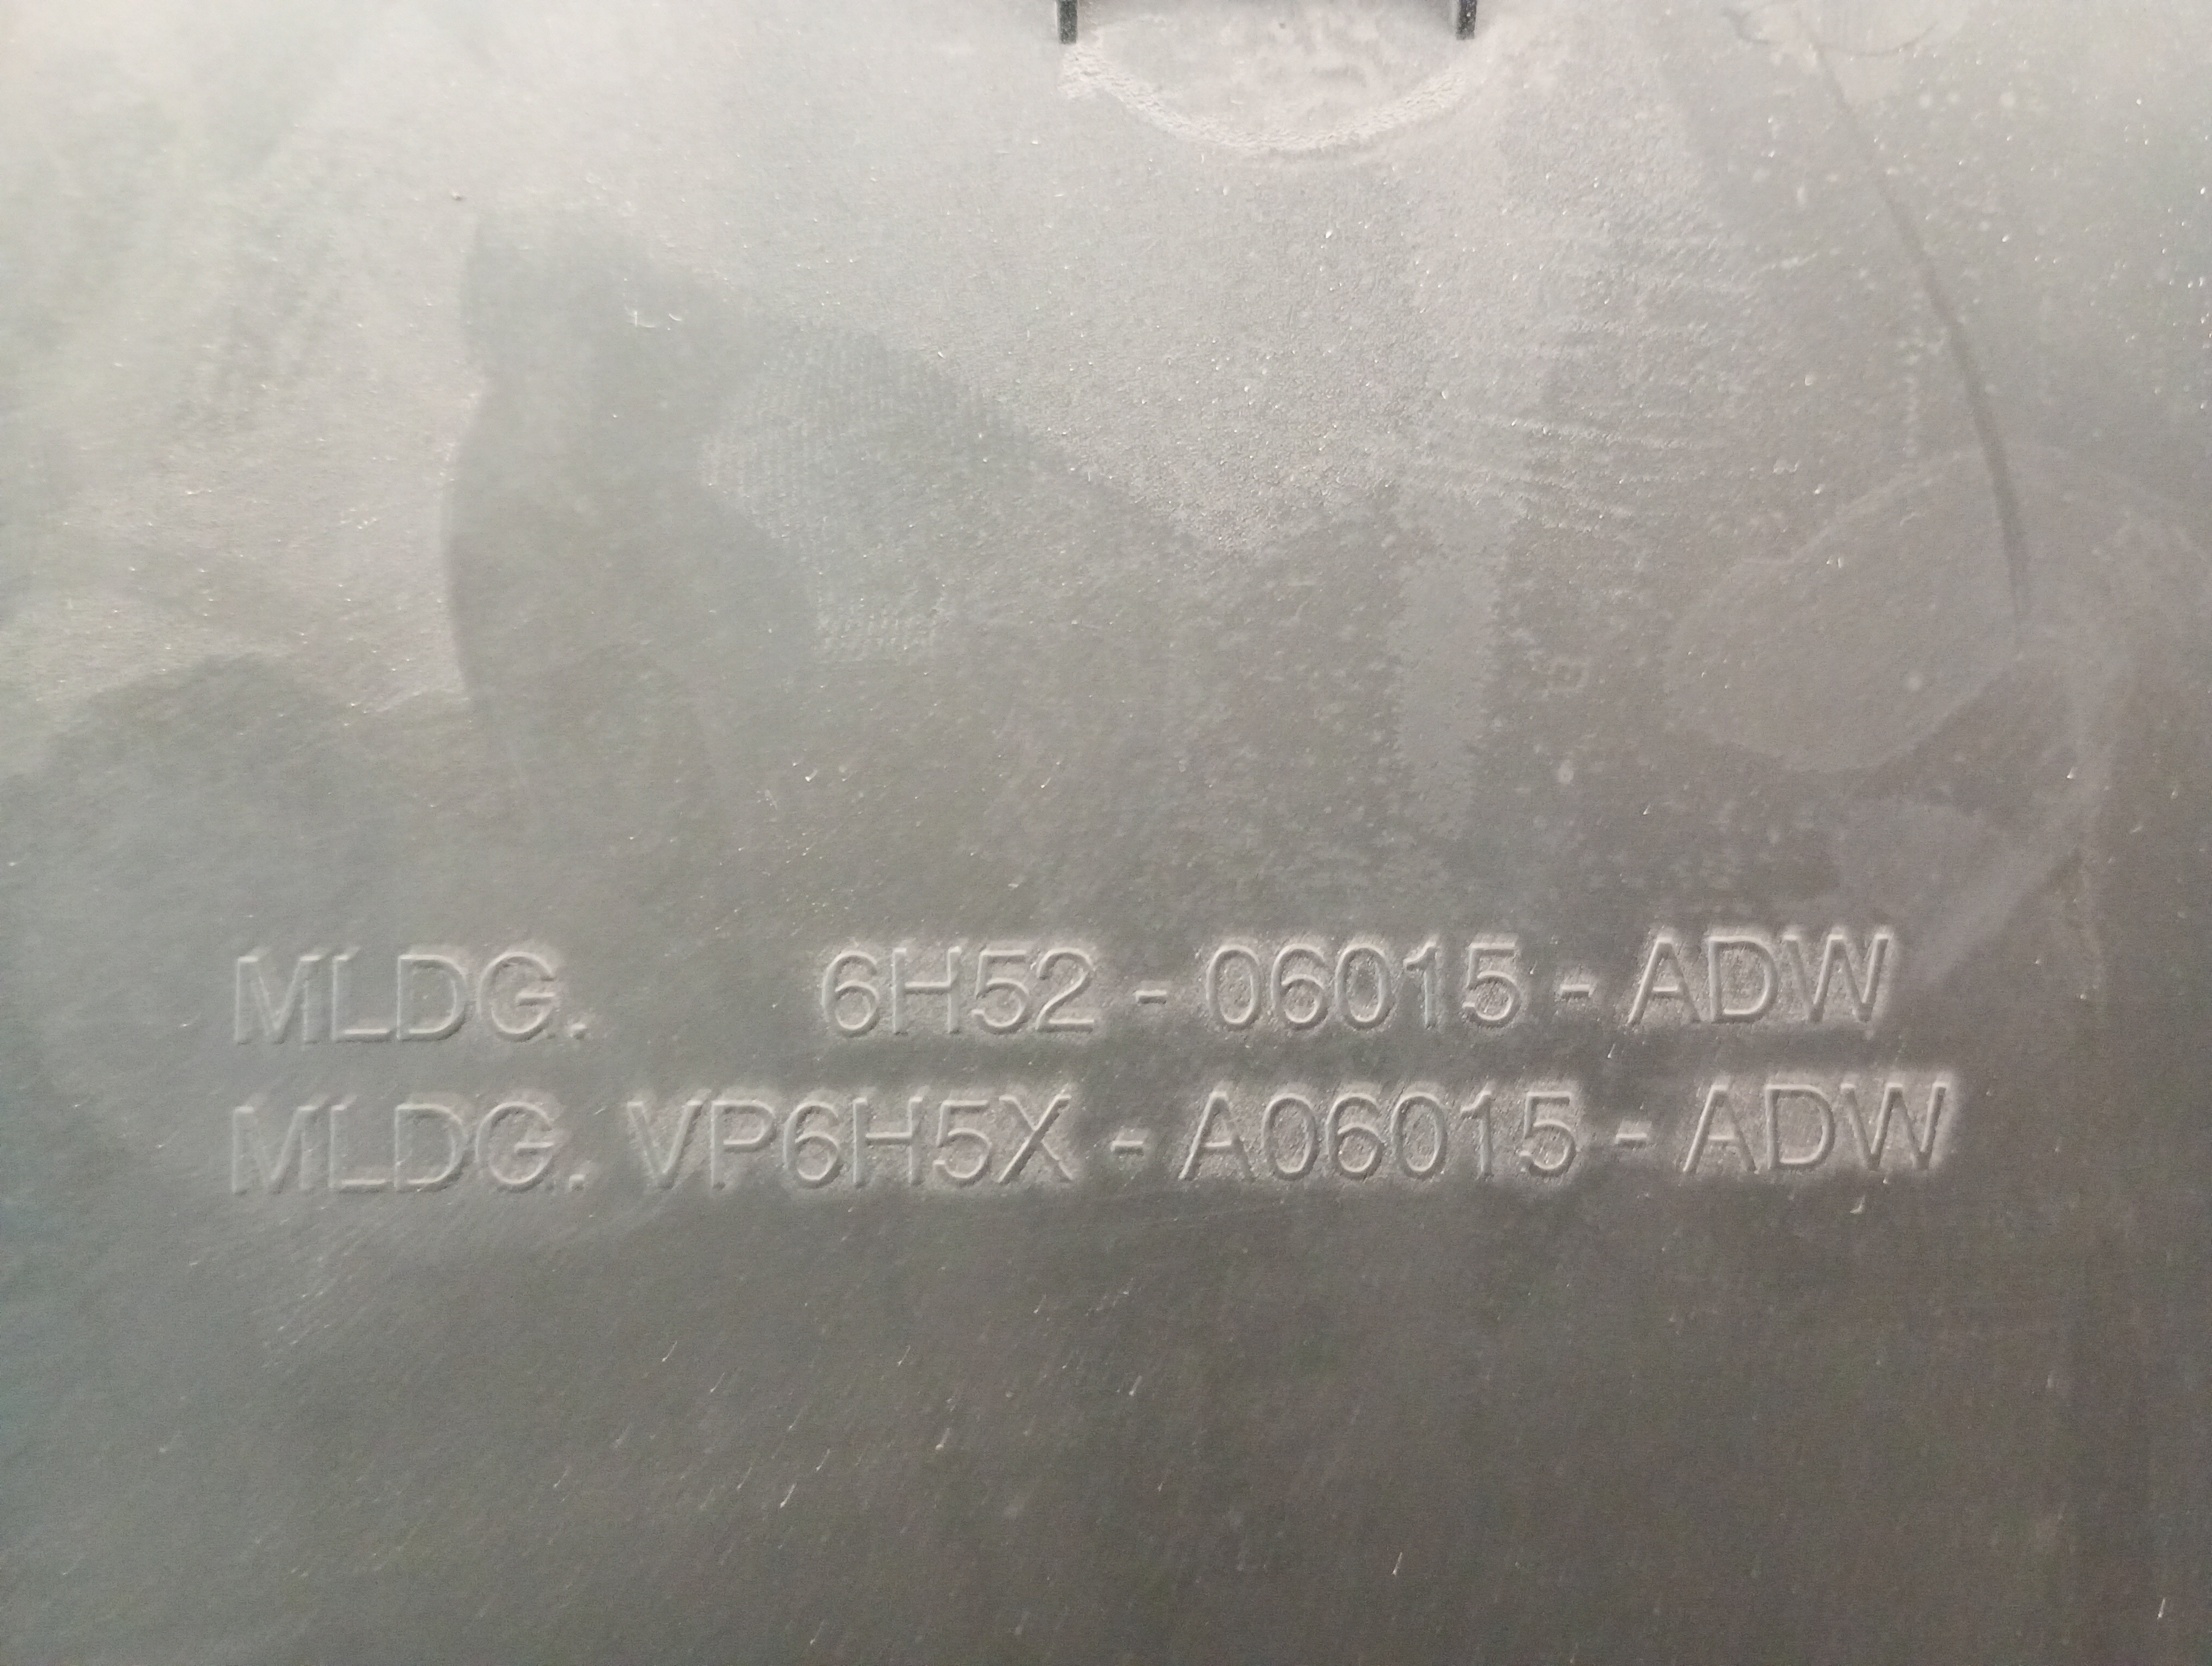 MLDG. 6H52 - 06015 - ADW
MLDG. VP6H5X - A06015 - ADW